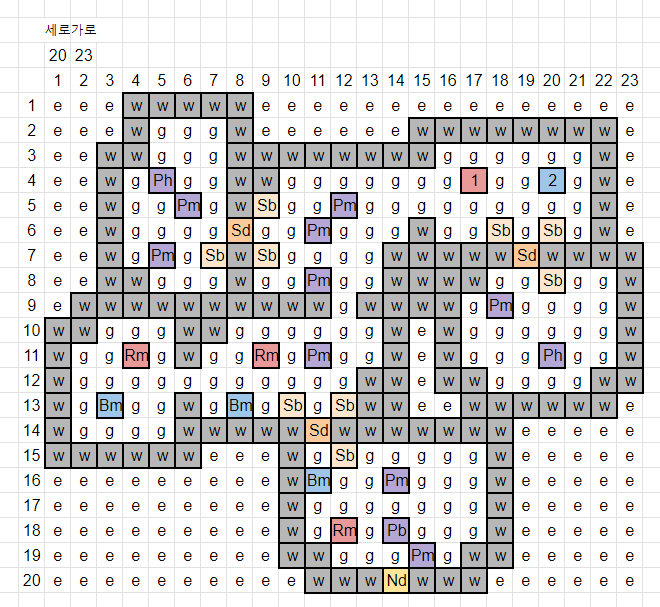 세로가로
20 23
1 2 3 4 5 6 7 8 9 10 11 12 13 14 15 16 17 18 19 20 21 22 23
1 e e e w w w w w e e e e e e e e e e e e e e e
2 e e e w g g g w e e e e e e w w w w w w w w e
3 e e w w g g g w w w w w w w w g g g g g g w e
4 e e w g Ph g g w w g g g g g g g 1 g g 2 g w e
5 e e w g g Pm g w Sb g g Pm g g g g g g g g g w e
6 e e w g g g g Sd g g Pm g g g w g g Sb g Sb g w e
7 e e w g Pm g Sb w Sb g g g g w w w w w Sd w w w w
8 e e w w g g g w g g Pm g g w w w w g g Sb g g w
9 e w w w w w w w w w w g w w w w g Pm g g g g w
10 w w g g g w w g g g g g g w e w g g g g g g w
11 w g g Rm g w g g Rm g Pm g g w e w g g g Ph g g w
12 w g g g g g g g g g g g w w e w w g g g g w w
13 w g Bm g g w g Bm g Sb g Sb w w e e w w w w w w e
14 w g g g g w w w w w Sd w w w w w w w e e e e e
15 w w w w w w e e e w g Sb g g g g g w e e e e e
16 e e e e e e e e e w Bm g g Pm g g g w e e e e e
17 e e e e e e e e e w g g g g g g g w e e e e e
18 e e e e e e e e e w g Rm g Pb g g g w e e e e e
19 e e e e e e e e e w w g g g Pm g w w e e e e e
20 e e e e e e e e e e w w w Nd w w w e e e e e e